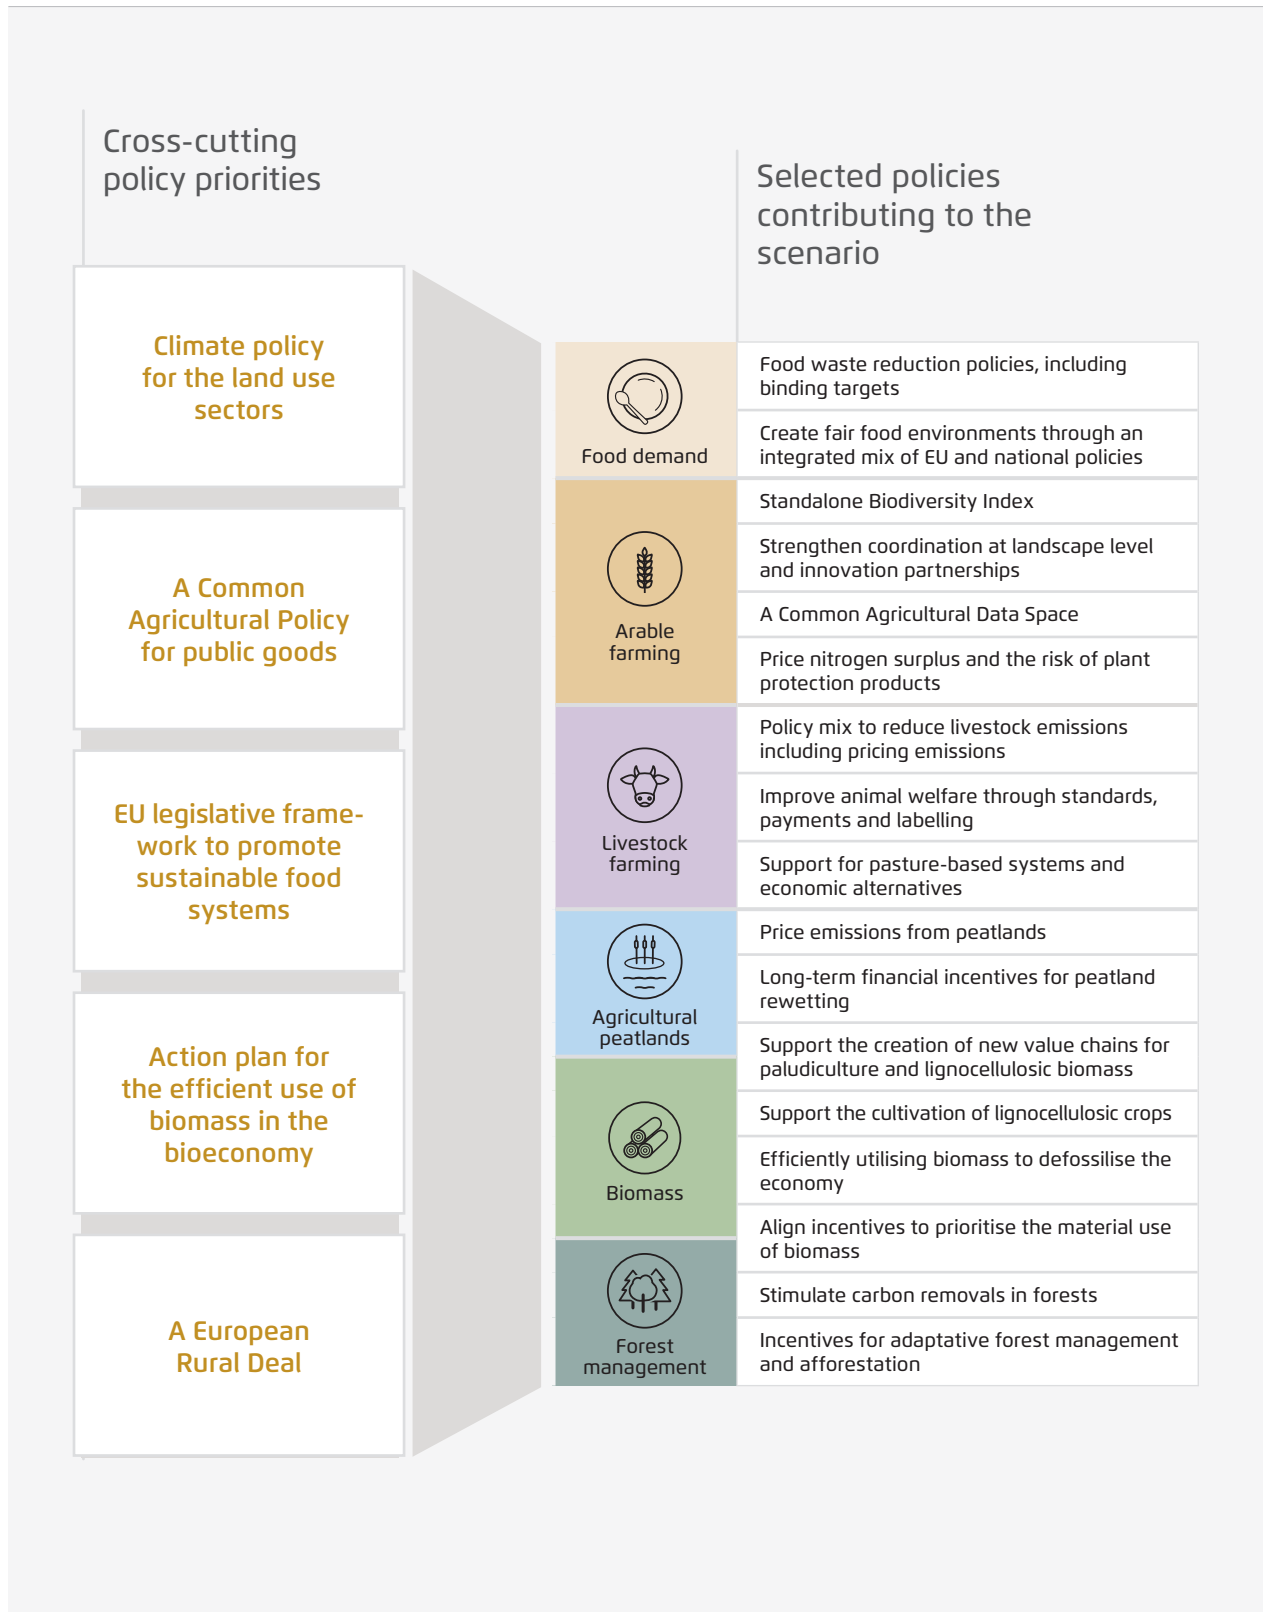 Cross-cutting
policy priorities
Climate policy
for the land use
sectors
A Common
Agricultural Policy
for public goods
EU legislative frame-
work to promote
sustainable food
systems
Action plan for
the efficient use of
biomass in the
bioeconomy
A European
Rural Deal
Selected policies
contributing to the
scenario
Food demand
Food waste reduction policies, including
binding targets
Create fair food environments through an
integrated mix of EU and national policies
Arable
farming
Standalone Biodiversity Index
Strengthen coordination at landscape level
and innovation partnerships
A Common Agricultural Data Space
Price nitrogen surplus and the risk of plant
protection products
Livestock
farming
Policy mix to reduce livestock emissions
including pricing emissions
Improve animal welfare through standards,
payments and labelling
Support for pasture-based systems and
economic alternatives
Agricultural
peatlands
Price emissions from peatlands
Long-term financial incentives for peatland
rewetting
Support the creation of new value chains for
paludiculture and lignocellulosic biomass
Biomass
Support the cultivation of lignocellulosic crops
Efficiently utilising biomass to defossilise the
economy
Align incentives to prioritise the material use
of biomass
Forest
management
Stimulate carbon removals in forests
Incentives for adaptative forest management
and afforestation